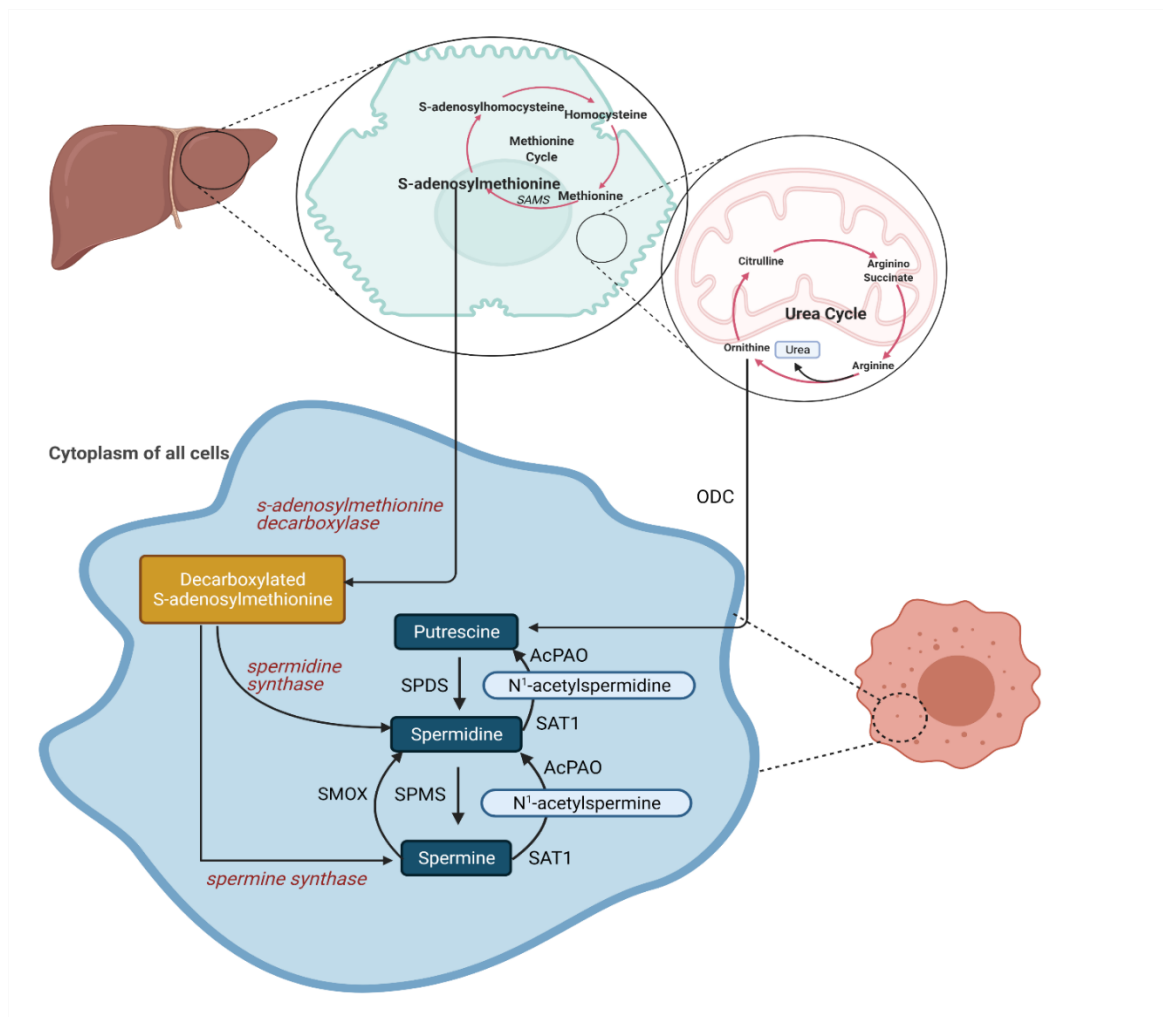 S-adenosylhomocysteine
Homocysteine
Methionine
Cycle
S-adenosylmethionine
SAMS
Methionine
Citrulline
Arginino
Succinate
Urea Cycle
Ornithine
Urea
Arginine
Cytoplasm of all cells
ODC
s-adenosylmethionine
decarboxylase
Decarboxylated
S-adenosylmethionine
Putrescine
AcPAO
spermidine
synthase
SPDS
N¹-acetylspermidine
SAT1
Spermidine
AcPAO
SMOX
SPMS
N¹-acetylspermine
Spermine
SAT1
spermine synthase